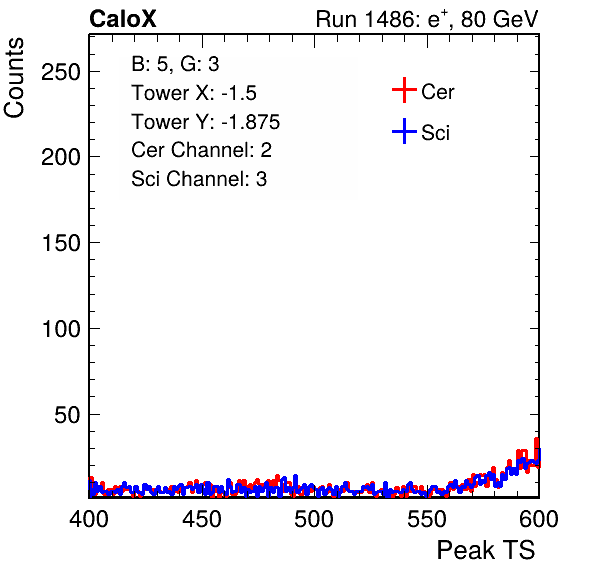 CaloX
Run 1486: e+, 80 GeV
Counts
B: 5, G: 3
Tower X: -1.5
Tower Y: -1.875
Cer Channel: 2
Sci Channel: 3
Cer
Sci
250
200
150
100
50
400
450
500
550
600
Peak TS